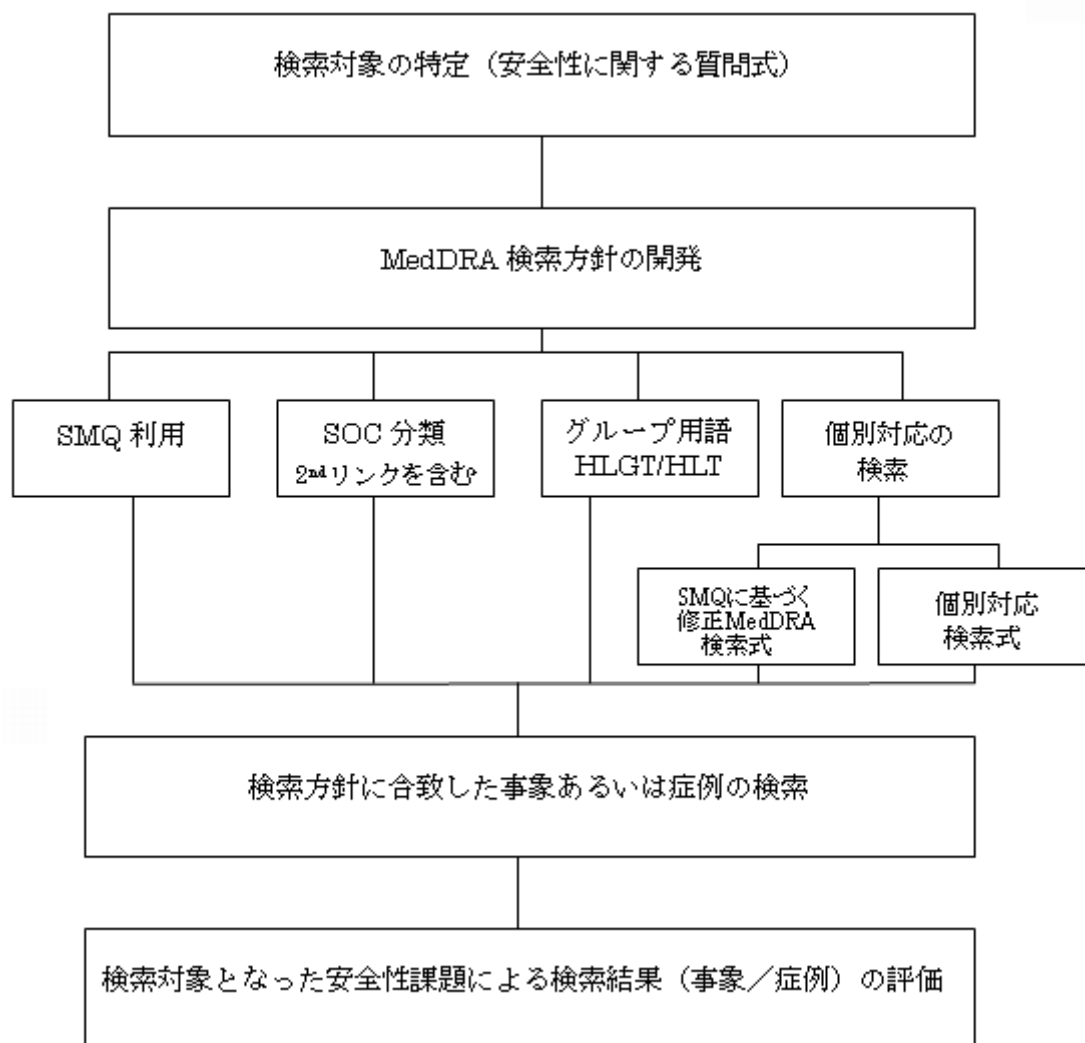 検索対象の特定（安全性に関する質問式）
MedDRA 検索方針の開発
SMQ 利用
SOC 分類
2ndリンクを含む
グループ用語
HLGT/HLT
個別対応の
検索
SMQに基づく
修正MedDRA
検索式
個別対応
検索式
検索方針に合致した事象あるいは症例の検索
検索対象となった安全性課題による検索結果（事象／症例）の評価